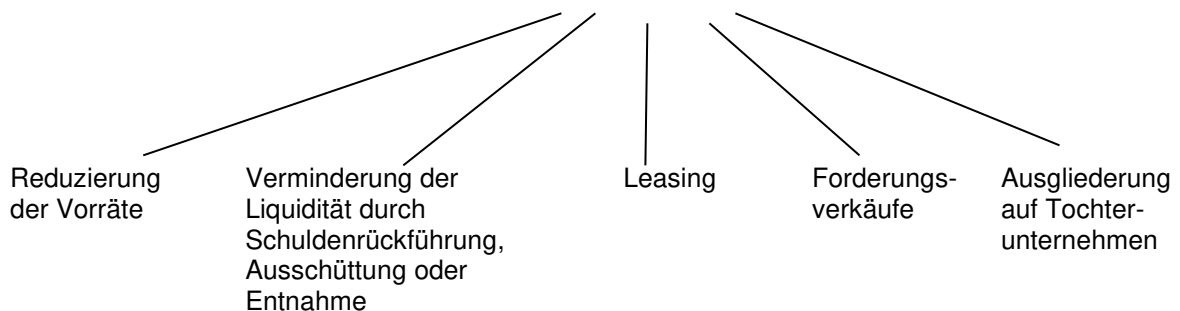 Reduzierung
der Vorräte
Verminderung der
Liquidität durch
Schuldenrückführung,
Ausschüttung oder
Entnahme
Leasing
Forderungs-
verkäufe
Ausgliederung
auf Tochter-
unternehmen